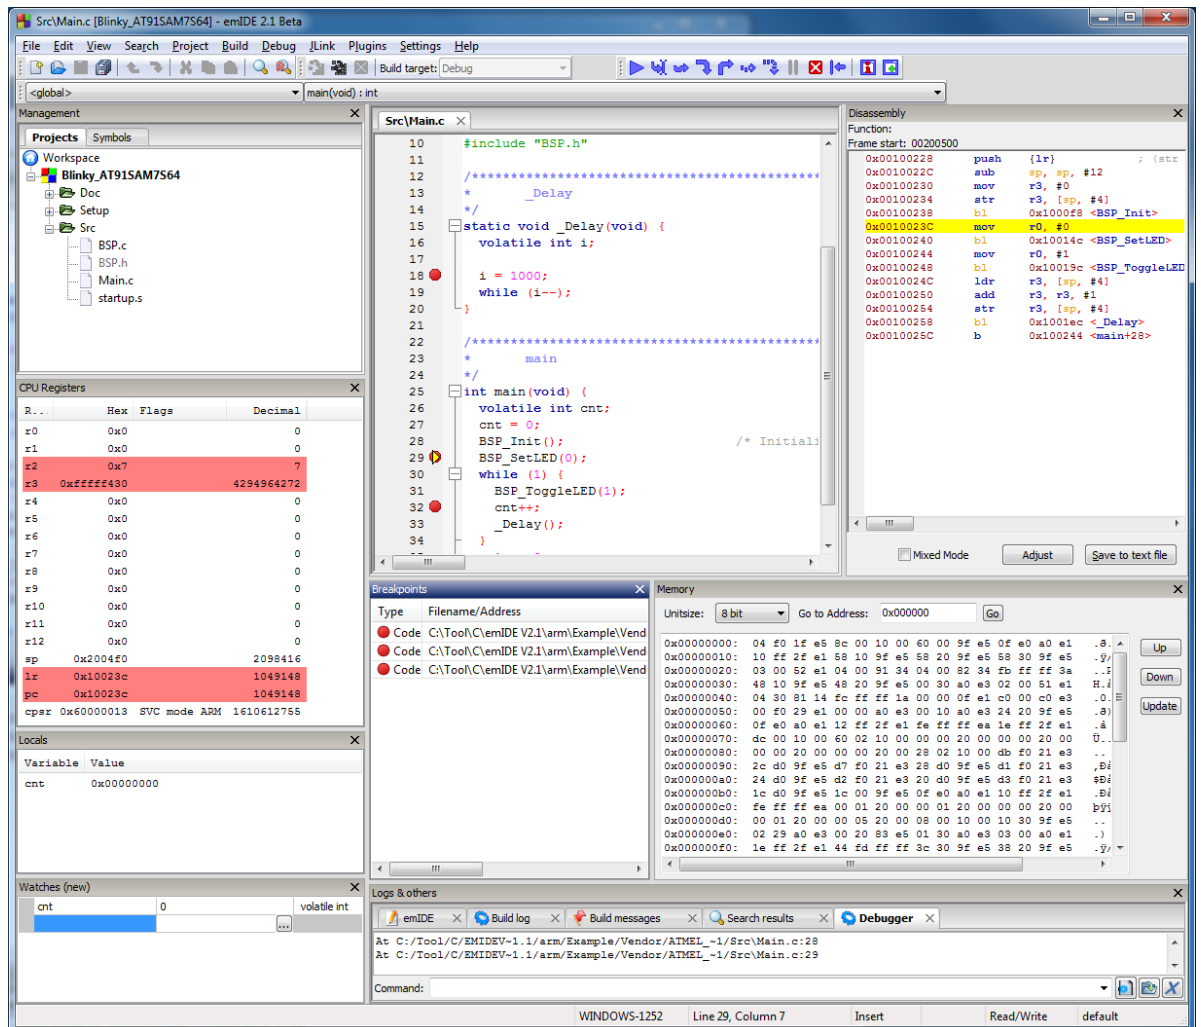 Src\Main.c [Blinky_AT91SAM7S64] - emIDE 2.1 Beta
File Edit View Search Project Build Debug JLink Plugins Settings Help
Build target: Debug
<global> main(void) : int
Management
Projects Symbols
Workspace
Blinky_AT91SAM7S64
Doc
Setup
Src
BSP.c
BSP.h
Main.c
startup.s
CPU Registers
R... Hex Flags Decimal
r0 0x0 0
r1 0x0 0
r2 0x7 7
r3 0xfffff430 4294964272
r4 0x0 0
r5 0x0 0
r6 0x0 0
r7 0x0 0
r8 0x0 0
r9 0x0 0
r10 0x0 0
r11 0x0 0
r12 0x0 0
sp 0x2004f0 2098416
lr 0x10023c 1049148
pc 0x10023c 1049148
cpsr 0x60000013 SVC mode ARM 1610612755
Locals
Variable Value
cnt 0x00000000
Watches (new)
cnt 0 volatile int
...
Src\Main.c
10 #include "BSP.h"
11
12 /********************************************
13 * _Delay
14 */
15 static void _Delay(void) {
16 volatile int i;
17
18 i = 1000;
19 while (i--);
20 }
21
22 /********************************************
23 * main
24 */
25 int main(void) {
26 volatile int cnt;
27 cnt = 0;
28 BSP_Init(); /* Initiali
29 BSP_SetLED(0);
30 while (1) {
31 BSP_ToggleLED(1);
32 cnt++;
33 _Delay();
34 }
Disassembly
Function:
Frame start: 00200500
0x00100228 push {lr} ; (str
0x0010022C sub sp, sp, #12
0x00100230 mov r3, #0
0x00100234 str r3, [sp, #4]
0x00100238 bl 0x1000f8 <BSP_Init>
0x0010023C mov r0, #0
0x00100240 bl 0x10014c <BSP_SetLED>
0x00100244 mov r0, #1
0x00100248 bl 0x10019c <BSP_ToggleLED
0x0010024C ldr r3, [sp, #4]
0x00100250 add r3, r3, #1
0x00100254 str r3, [sp, #4]
0x00100258 bl 0x1001ec <_Delay>
0x0010025C b 0x100244 <main+28>
Mixed Mode Adjust Save to text file
Breakpoints
Type Filename/Address
Code C:\Tool\C\emIDE V2.1\arm\Example\Vend
Code C:\Tool\C\emIDE V2.1\arm\Example\Vend
Code C:\Tool\C\emIDE V2.1\arm\Example\Vend
Memory
Unitsize: 8 bit Go to Address: 0x000000 Go
0x00000000: 04 f0 1f e5 8c 00 10 00 60 00 9f e5 0f e0 a0 e1
0x00000010: 10 ff 2f e1 58 10 9f e5 58 20 9f e5 58 30 9f e5
0x00000020: 03 00 52 e1 04 00 91 34 04 00 82 34 fb ff ff 3a
0x00000030: 48 10 9f e5 48 20 9f e5 00 30 a0 e3 02 00 51 e1
0x00000040: 04 30 81 14 fc ff ff 1a 00 00 0f e1 c0 00 c0 e3
0x00000050: 00 f0 29 e1 00 00 a0 e3 00 10 a0 e3 24 20 9f e5
0x00000060: 0f e0 a0 e1 12 ff 2f e1 fe ff ff ea 1e ff 2f e1
0x00000070: dc 00 10 00 60 02 10 00 00 00 20 00 00 00 20 00
0x00000080: 00 00 20 00 00 00 20 00 28 02 10 00 db f0 21 e3
0x00000090: 2c d0 9f e5 d7 f0 21 e3 28 d0 9f e5 d1 f0 21 e3
0x000000a0: 24 d0 9f e5 d2 f0 21 e3 20 d0 9f e5 d3 f0 21 e3
0x000000b0: 1c d0 9f e5 1c 00 9f e5 0f e0 a0 e1 10 ff 2f e1
0x000000c0: fe ff ff ea 00 01 20 00 00 01 20 00 00 00 20 00
0x000000d0: 00 01 20 00 00 05 20 00 08 00 10 00 10 30 9f e5
0x000000e0: 02 29 a0 e3 00 20 83 e5 01 30 a0 e3 03 00 a0 e1
0x000000f0: 1e ff 2f e1 44 fd ff ff 3c 30 9f e5 38 20 9f e5
Up
Down
Update
Logs & others
emIDE Build log Build messages Search results Debugger
At C:/Tool/C/EMIDEV~1.1/arm/Example/Vendor/ATMEL_~1/Src\Main.c:28
At C:/Tool/C/EMIDEV~1.1/arm/Example/Vendor/ATMEL_~1/Src\Main.c:29
Command:
WINDOWS-1252 Line 29, Column 7 Insert Read/Write default